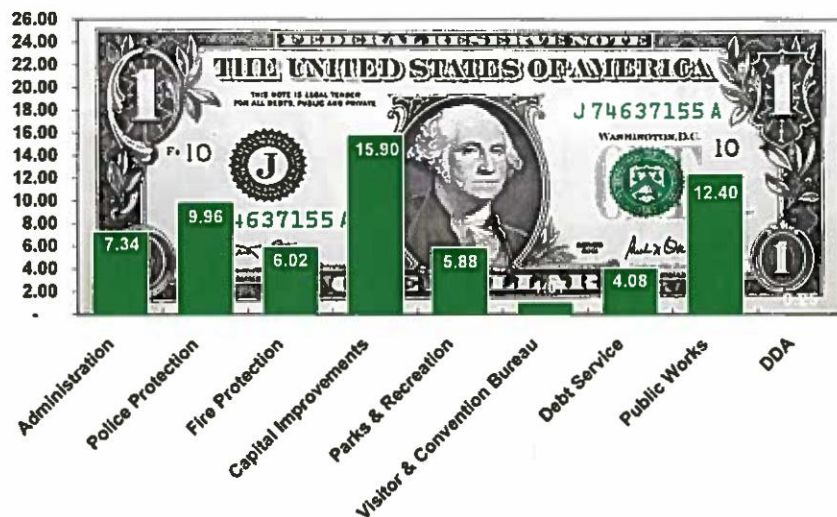 26.00
24.00
22.00
20.00
18.00
16.00
14.00
12.00
10.00
8.00
6.00
4.00
2.00
-
FEDERAL RESERVE NOTE
THE UNITED STATES OF AMERICA
THIS NOTE IS LEGAL TENDER
FOR ALL DEBTS, PUBLIC AND PRIVATE
J 74637155 A
WASHINGTON, D.C.
1
1
10
J
10
4637155 A
1
7.34
9.96
6.02
15.90
5.88
4.08
12.40
Administration
Police Protection
Fire Protection
Capital Improvements
Parks & Recreation
Visitor & Convention Bureau
Debt Service
Public Works
DDA